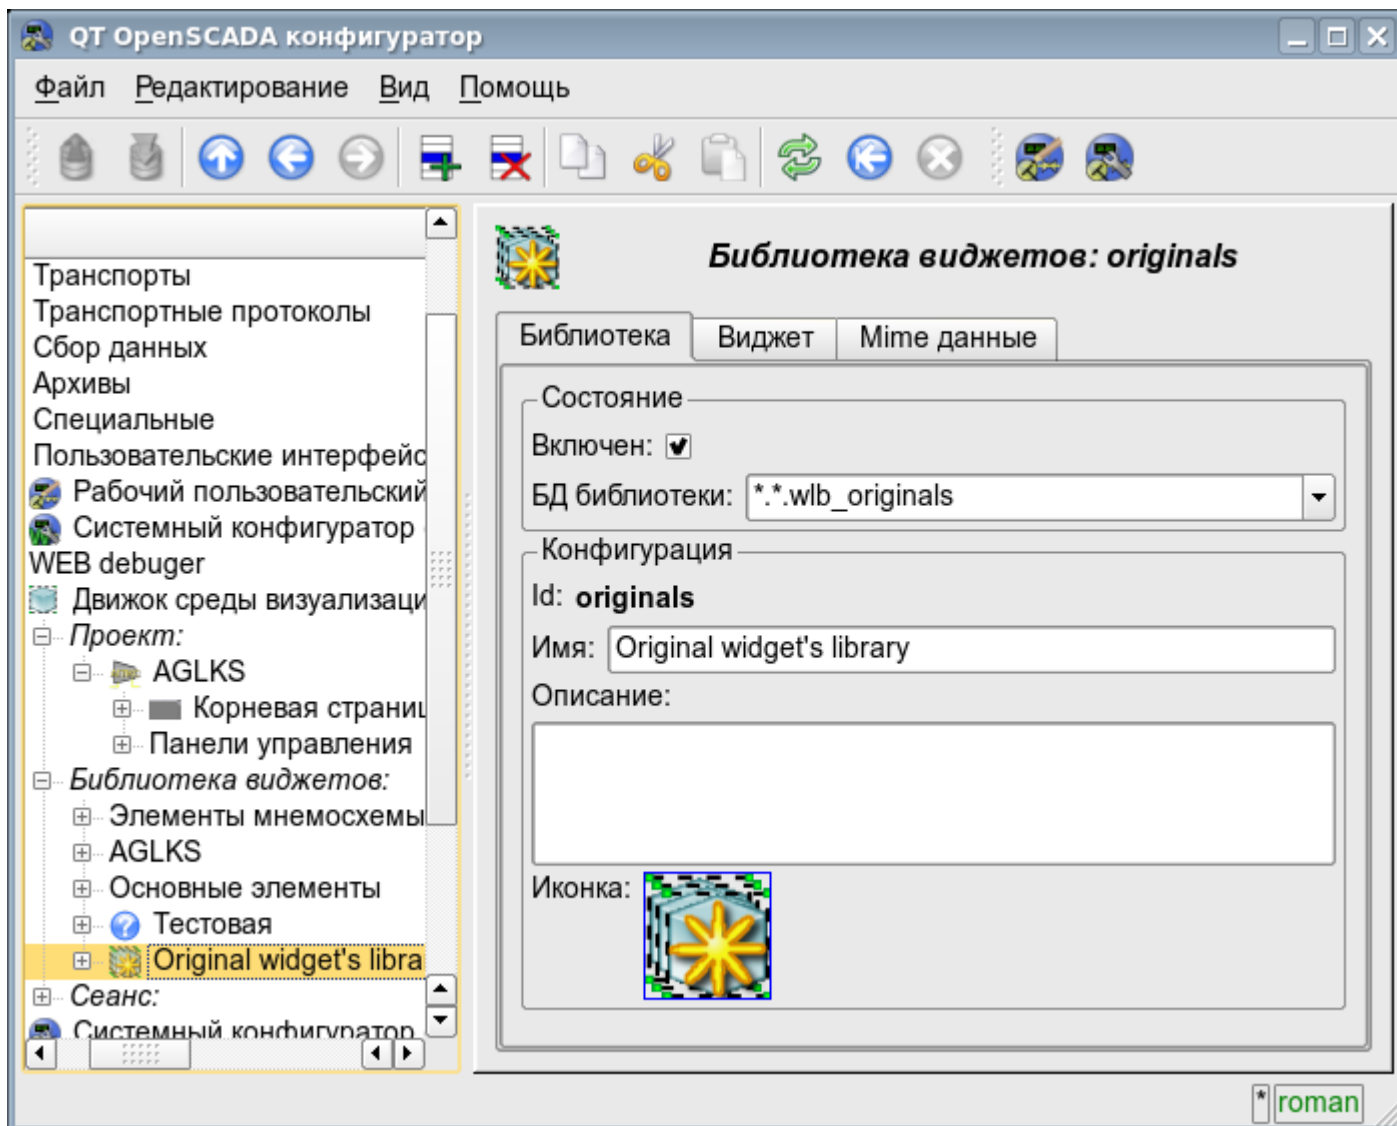 QT OpenSCADA конфигуратор
Файл Редактирование Вид Помощь
Транспорты
Транспортные протоколы
Сбор данных
Архивы
Специальные
Пользовательские интерфейс
Рабочий пользовательский
Системный конфигуратор
WEB debuger
Движок среды визуализаци
Проект:
AGLKS
Корневая страниц
Панели управления
Библиотека виджетов:
Элементы мнемосхемы
AGLKS
Основные элементы
Тестовая
Original widget's libra
Сеанс:
Системный конфигуратор
Библиотека виджетов: originals
Библиотека Виджет Mime данные
Состояние
Включен:
БД библиотеки: *.*.wlb_originals
Конфигурация
Id: originals
Имя: Original widget's library
Описание:
Иконка:
* roman